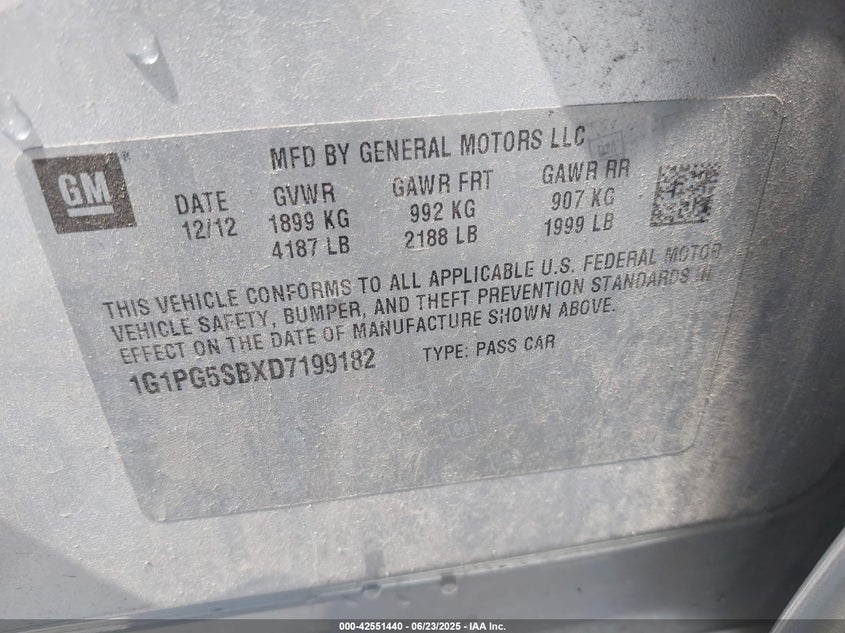 GM®
MFD BY GENERAL MOTORS LLC
DATE GVWR GAWR FRT GAWR RR
12/12 1899 KG 992 KG 907 KG
4187 LB 2188 LB 1999 LB
THIS VEHICLE CONFORMS TO ALL APPLICABLE U.S. FEDERAL MOTOR
VEHICLE SAFETY, BUMPER, AND THEFT PREVENTION STANDARDS IN
EFFECT ON THE DATE OF MANUFACTURE SHOWN ABOVE.
1G1PG5SBXD7199182 TYPE: PASS CAR
000-42551440 - 06/23/2025 - IAA Inc.